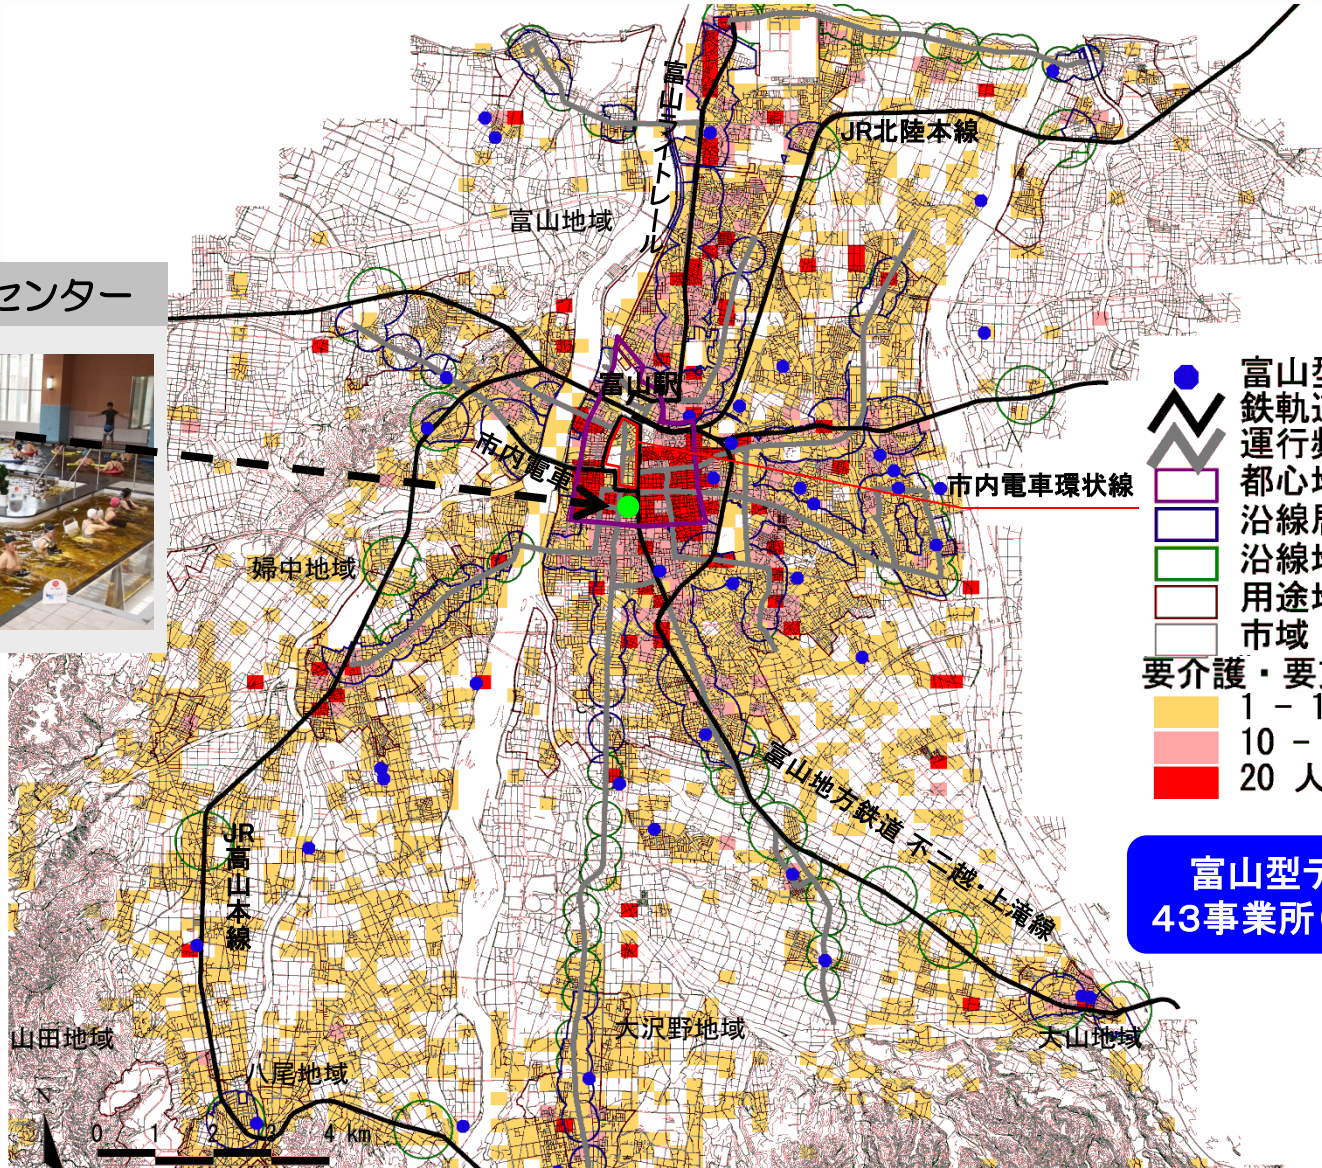 センター
富山ライトレール
JR北陸本線
富山地域
富山駅
市内電車
市内電車環状線
婦中地域
富山地方鉄道 不二越・上滝線
JR高山本線
大沢野地域
大山地域
山田地域
八尾地域
N
0 1 2 3 4 km
富山型
鉄軌道
運行頻
都心地
沿線居
沿線地
用途地
市域
要介護・要支
1 - 1
10 -
20 人
富山型デ
43事業所